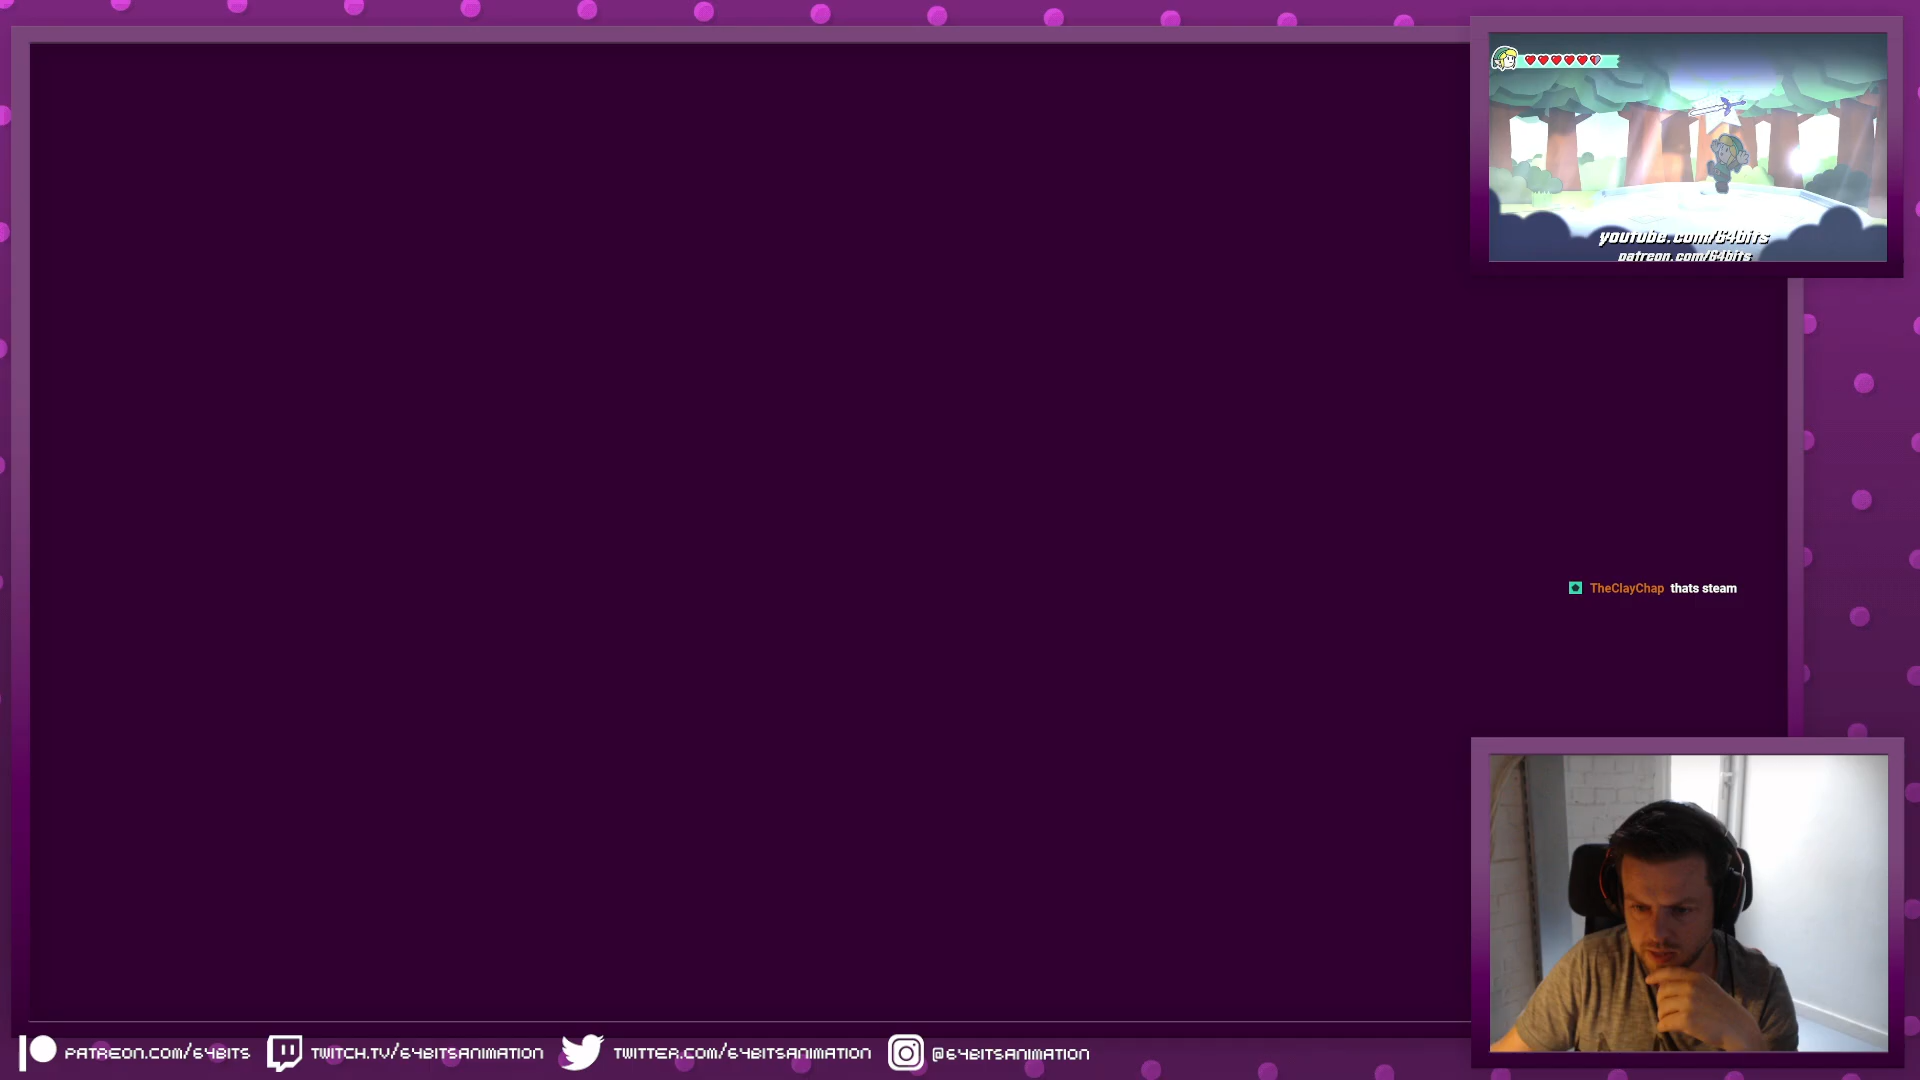 youtube.com/64bits
patreon.com/64bits
TheClayChap thats steam
PATREON.COM/64BITS TWITCH.TV/64BITSANIMATION TWITTER.COM/64BITSANIMATION @64BITSANIMATION